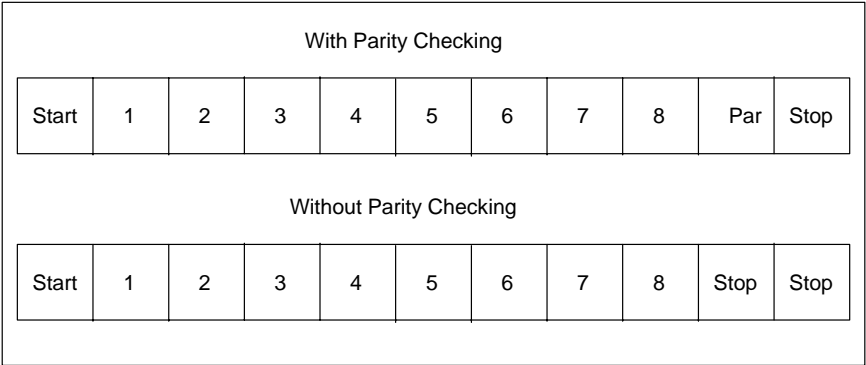 With Parity Checking
Start 1 2 3 4 5 6 7 8 Par Stop
Without Parity Checking
Start 1 2 3 4 5 6 7 8 Stop Stop